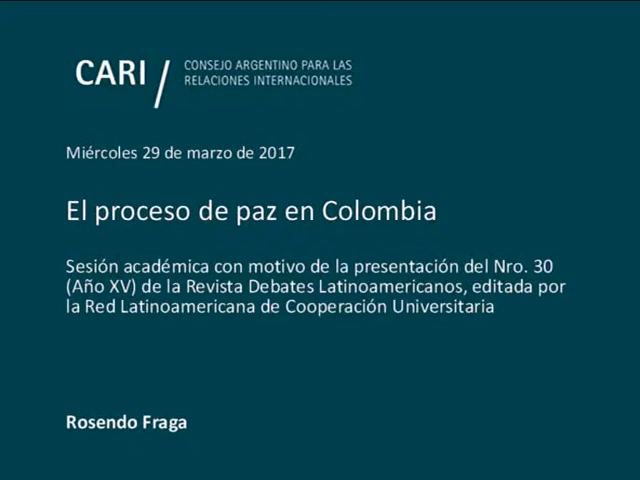 CARI / CONSEJO ARGENTINO PARA LAS
RELACIONES INTERNACIONALES
Miércoles 29 de marzo de 2017
El proceso de paz en Colombia
Sesión académica con motivo de la presentación del Nro. 30
(Año XV) de la Revista Debates Latinoamericanos, editada por
la Red Latinoamericana de Cooperación Universitaria
Rosendo Fraga